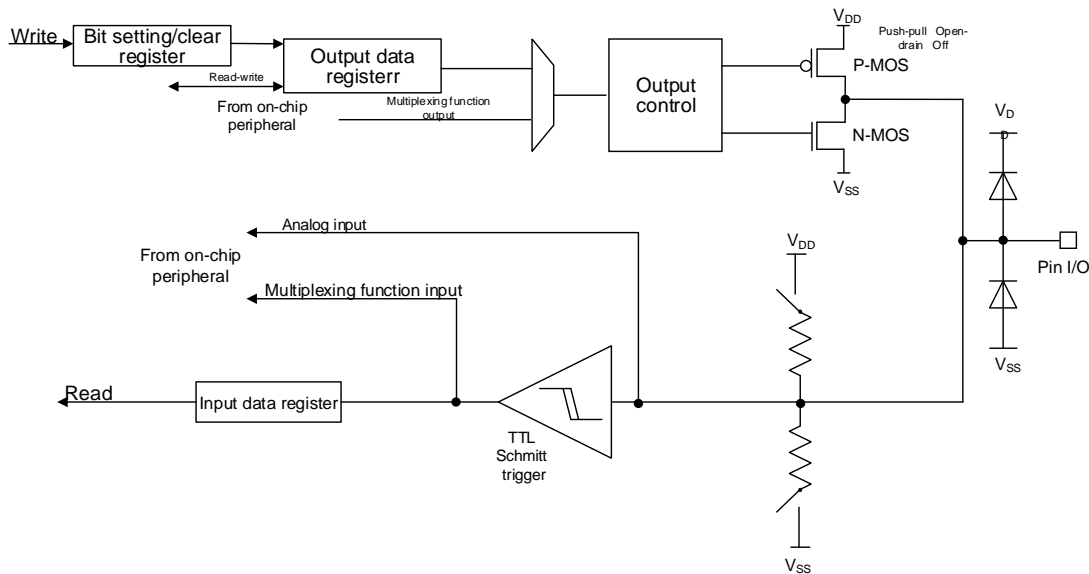 Write
Bit setting/clear
register
Output data
registerr
Read-write
From on-chip
peripheral
Multiplexing function
output
Output
control
VDD
Push-pull Open-
drain Off
P-MOS
N-MOS
VSS
VD
D
Pin I/O
VSS
Analog input
From on-chip
peripheral
Multiplexing function input
VDD
Read
Input data register
TTL
Schmitt
trigger
VSS